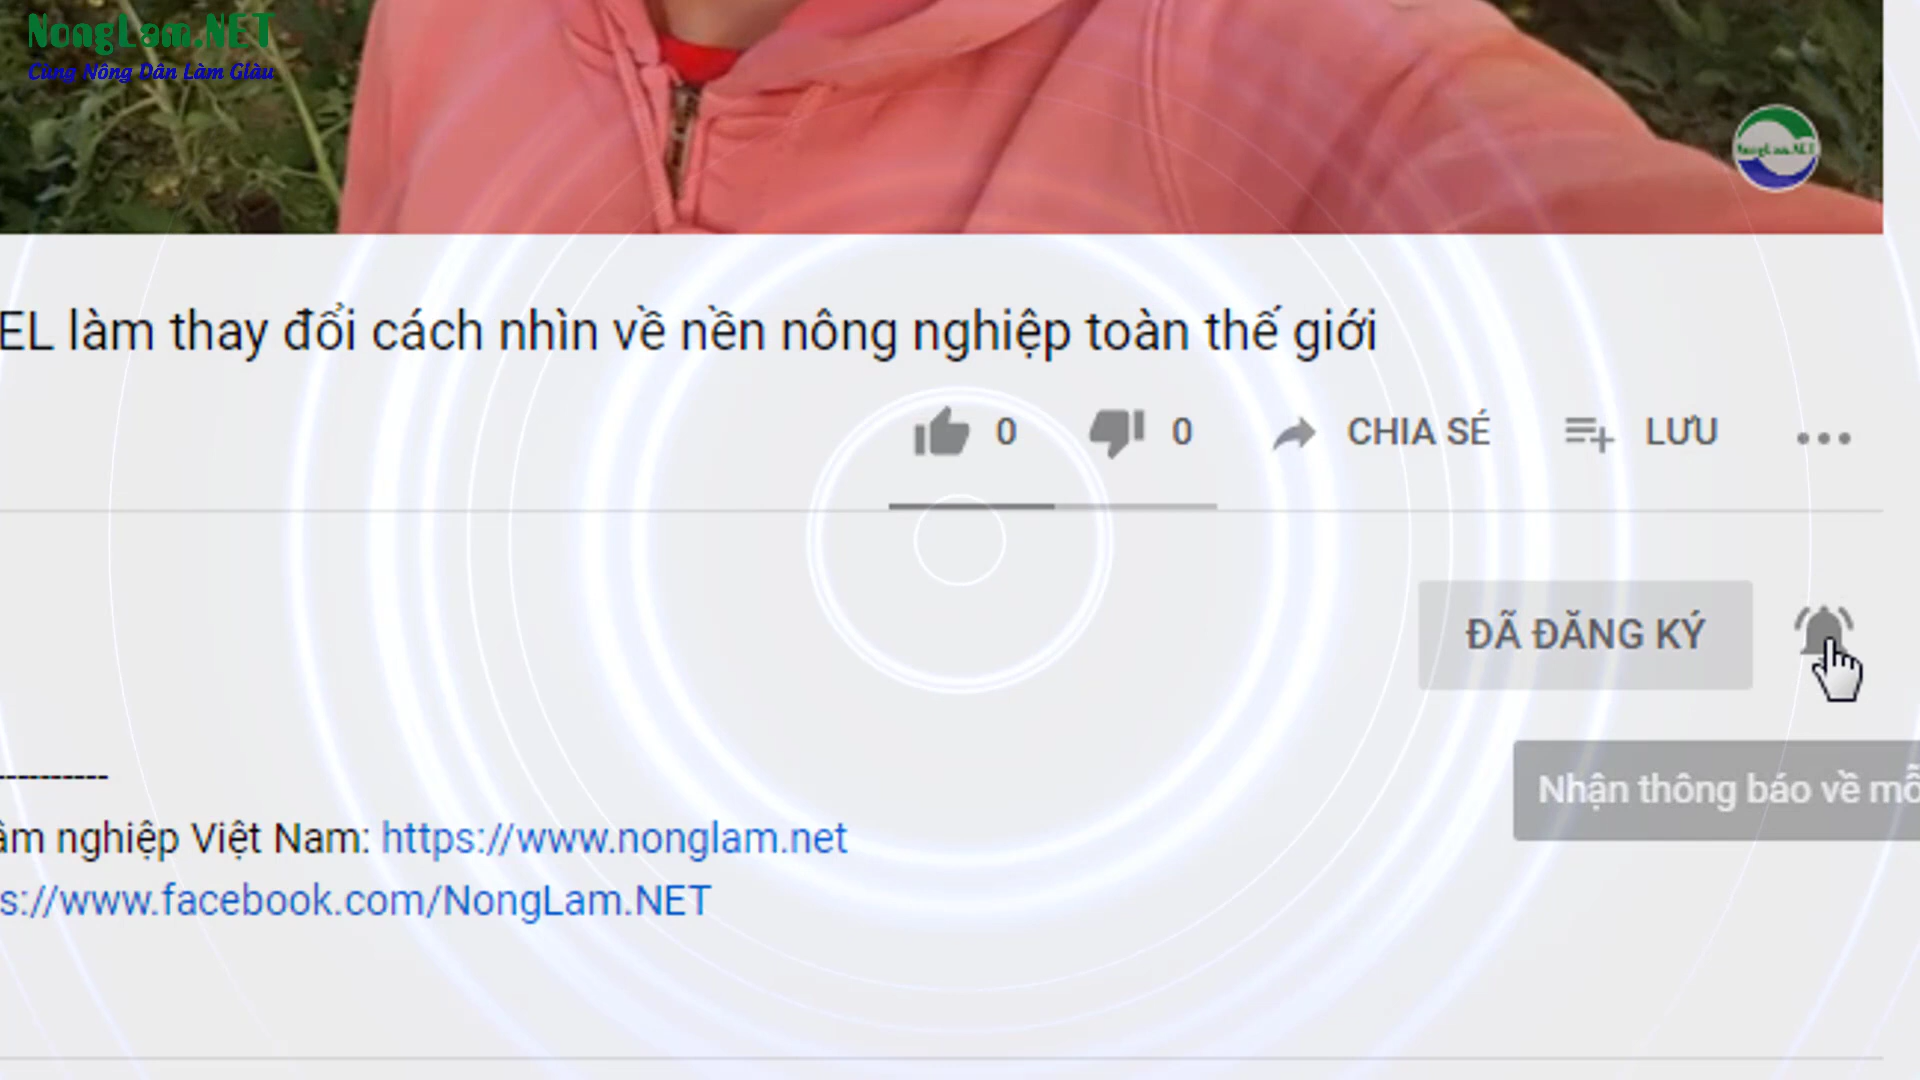 NongLam.NET
Cùng Nông Dân Làm Giàu
NongLam.NET
EL làm thay đổi cách nhìn về nền nông nghiệp toàn thế giới
0 0 CHIA SẺ LƯU
ĐÃ ĐĂNG KÝ
Nhận thông báo về mỗ
----------
âm nghiệp Việt Nam: https://www.nonglam.net
s://www.facebook.com/NongLam.NET